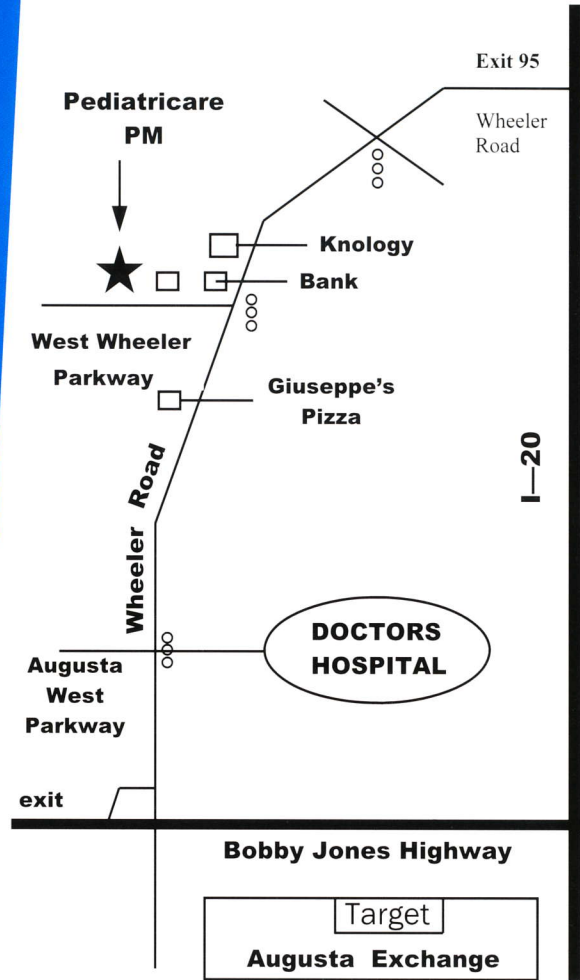 Exit 95
Pediatricare
PM
Wheeler
Road
Knology
Bank
West Wheeler
Parkway
Giuseppe's
Pizza
I—20
Wheeler Road
DOCTORS
HOSPITAL
Augusta
West
Parkway
exit
Bobby Jones Highway
Target
Augusta Exchange